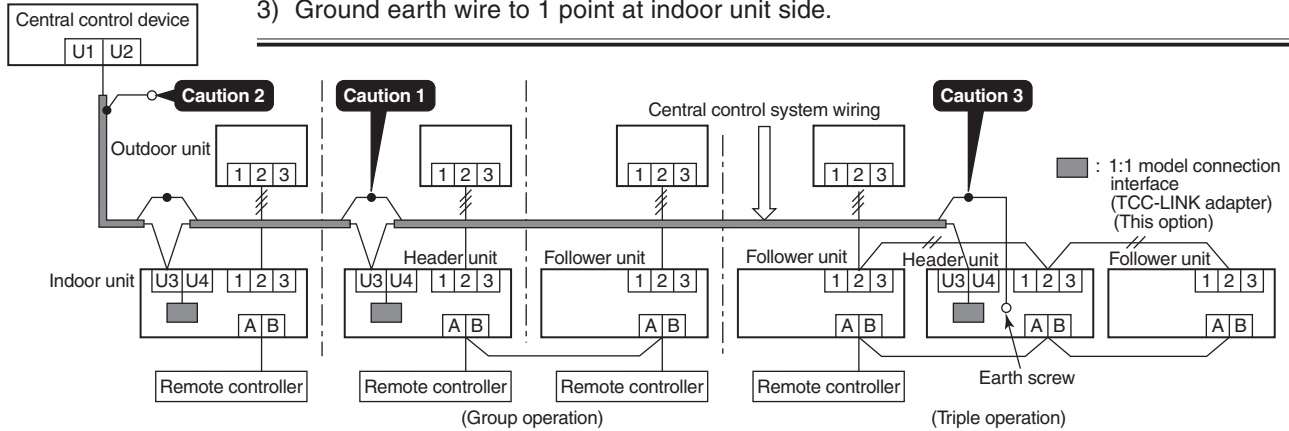 3) Ground earth wire to 1 point at indoor unit side.
Central control device
U1 U2
Caution 2
Caution 1
Central control system wiring
Caution 3
Outdoor unit
1 2 3
1 2 3
1 2 3
1 2 3
: 1:1 model connection
interface
(TCC-LINK adapter)
(This option)
Indoor unit
Header unit
Follower unit
Follower unit
Header unit
Follower unit
U3 U4
1 2 3
U3 U4
1 2 3
1 2 3
1 2 3
U3 U4
1 2 3
1 2 3
A B
A B
A B
A B
A B
A B
Remote controller
Remote controller
Remote controller
Remote controller
Earth screw
(Group operation)
(Triple operation)